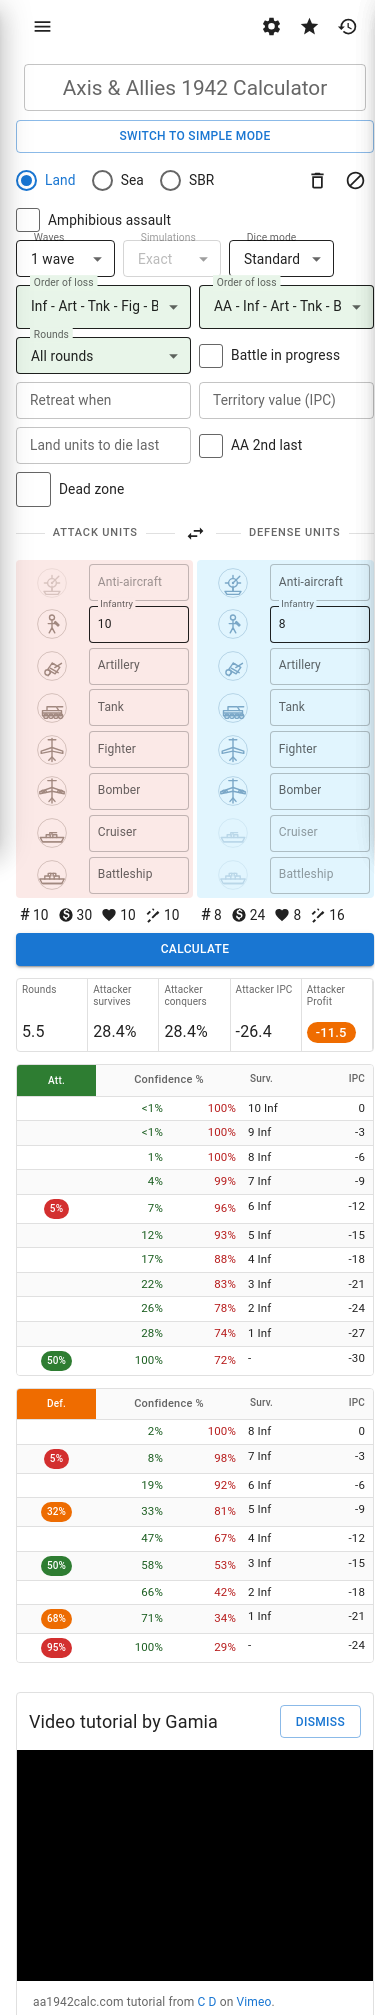 Axis & Allies 1942 Calculator
SWITCH TO SIMPLE MODE
Land Sea SBR
Amphibious assault
Waves Simulations Dice mode
1 wave Exact Standard
Order of loss Order of loss
Inf - Art - Tnk - Fig - B AA - Inf - Art - Tnk - B
Rounds
All rounds Battle in progress
Retreat when Territory value (IPC)
Land units to die last AA 2nd last
Dead zone
ATTACK UNITS DEFENSE UNITS
Anti-aircraft Anti-aircraft
Infantry Infantry
10 8
Artillery Artillery
Tank Tank
Fighter Fighter
Bomber Bomber
Cruiser Cruiser
Battleship Battleship
# 10 30 10 10 # 8 24 8 16
CALCULATE
Rounds Attacker survives Attacker conquers Attacker IPC Attacker Profit
5.5 28.4% 28.4% -26.4 -11.5
Att. Confidence % Surv. IPC
<1% 100% 10 Inf 0
<1% 100% 9 Inf -3
1% 100% 8 Inf -6
4% 99% 7 Inf -9
5% 7% 96% 6 Inf -12
12% 93% 5 Inf -15
17% 88% 4 Inf -18
22% 83% 3 Inf -21
26% 78% 2 Inf -24
28% 74% 1 Inf -27
50% 100% 72% - -30
Def. Confidence % Surv. IPC
2% 100% 8 Inf 0
5% 8% 98% 7 Inf -3
19% 92% 6 Inf -6
32% 33% 81% 5 Inf -9
47% 67% 4 Inf -12
50% 58% 53% 3 Inf -15
66% 42% 2 Inf -18
68% 71% 34% 1 Inf -21
95% 100% 29% - -24
Video tutorial by Gamia DISMISS
aa1942calc.com tutorial from C D on Vimeo.